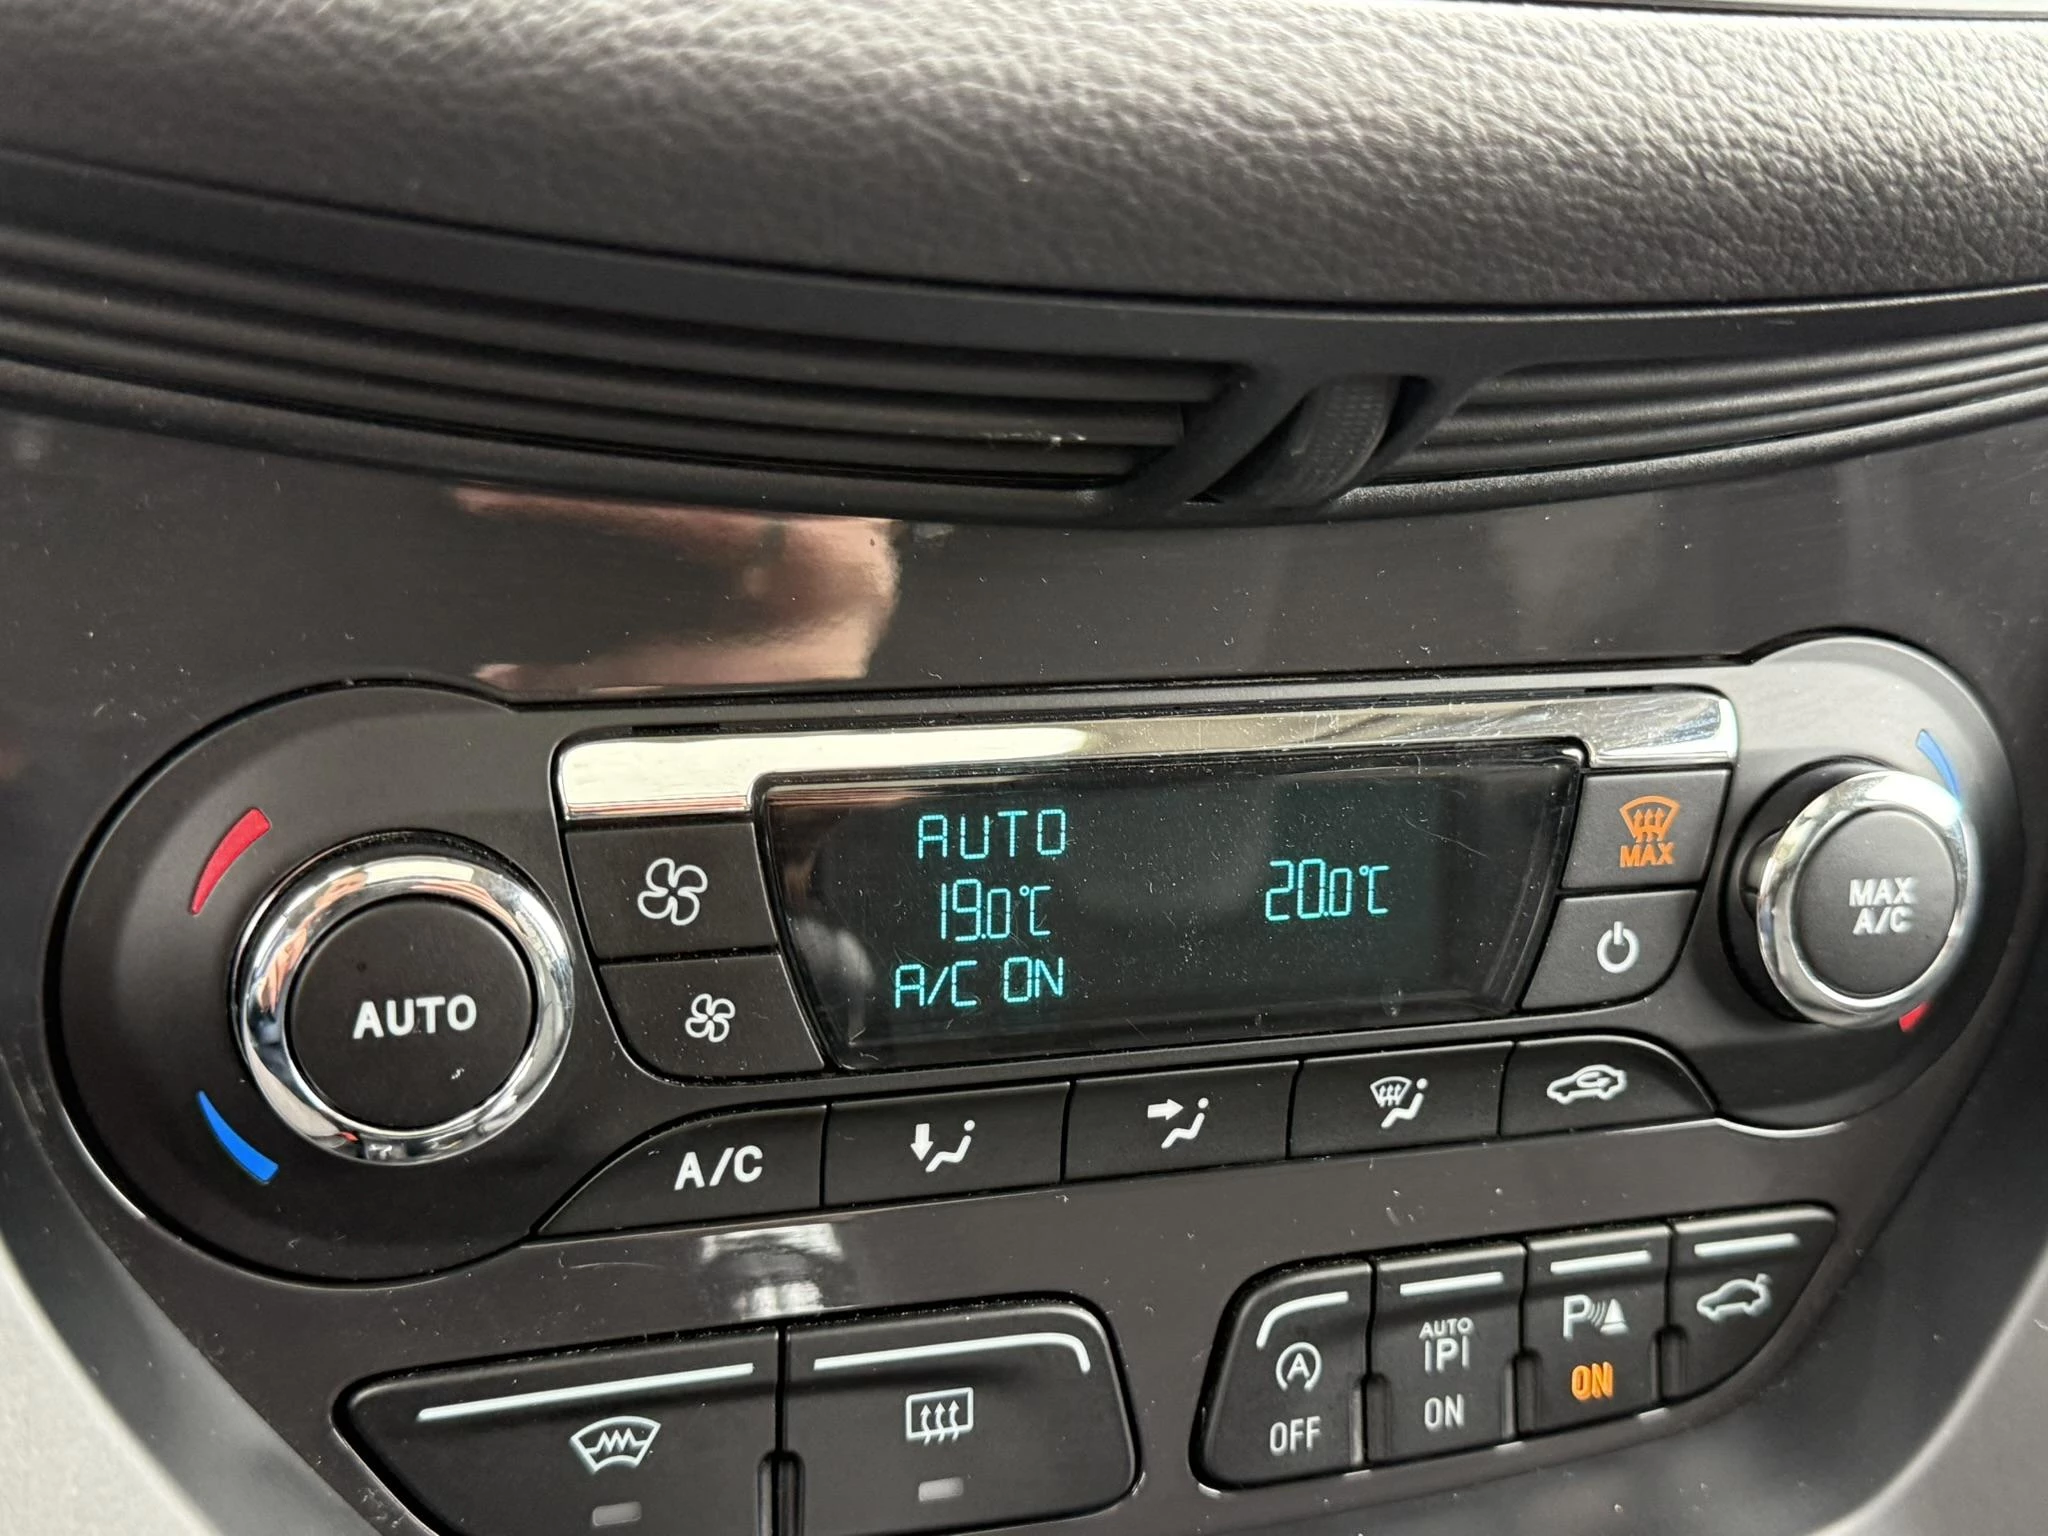 AUTO
19.0°C
20.0°C
A/C ON
MAX
MAX
A/C
AUTO
A/C
A
OFF
AUTO
P
ON
P
ON